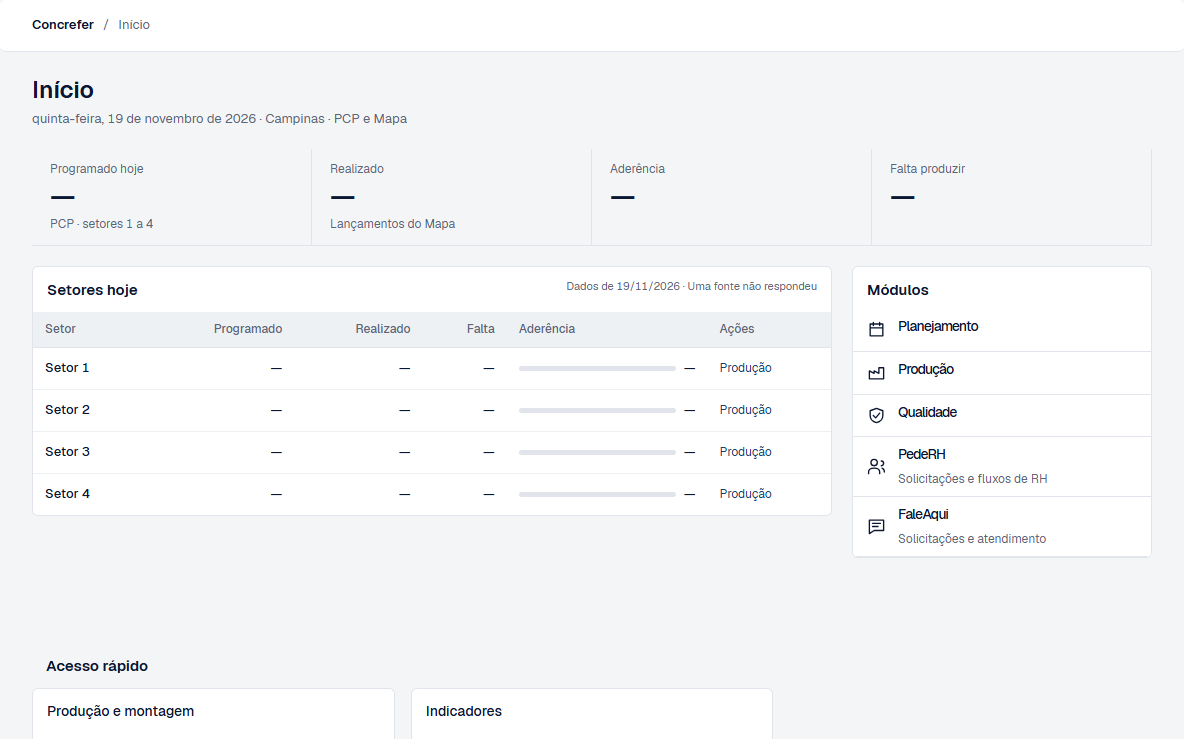 Concrefer / Início
Início
quinta-feira, 19 de novembro de 2026 · Campinas · PCP e Mapa
Programado hoje
—
PCP · setores 1 a 4
Realizado
—
Lançamentos do Mapa
Aderência
—
Falta produzir
—
Setores hoje
Dados de 19/11/2026 · Uma fonte não respondeu
Setor Programado Realizado Falta Aderência Ações
Setor 1 — — — — Produção
Setor 2 — — — — Produção
Setor 3 — — — — Produção
Setor 4 — — — — Produção
Módulos
Planejamento
Produção
Qualidade
PedeRH
Solicitações e fluxos de RH
FaleAqui
Solicitações e atendimento
Acesso rápido
Produção e montagem
Indicadores